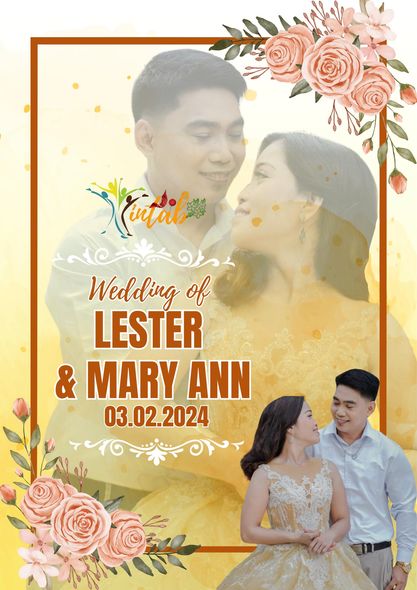 Kintab
Wedding of
LESTER
& MARY ANN
03.02.2024